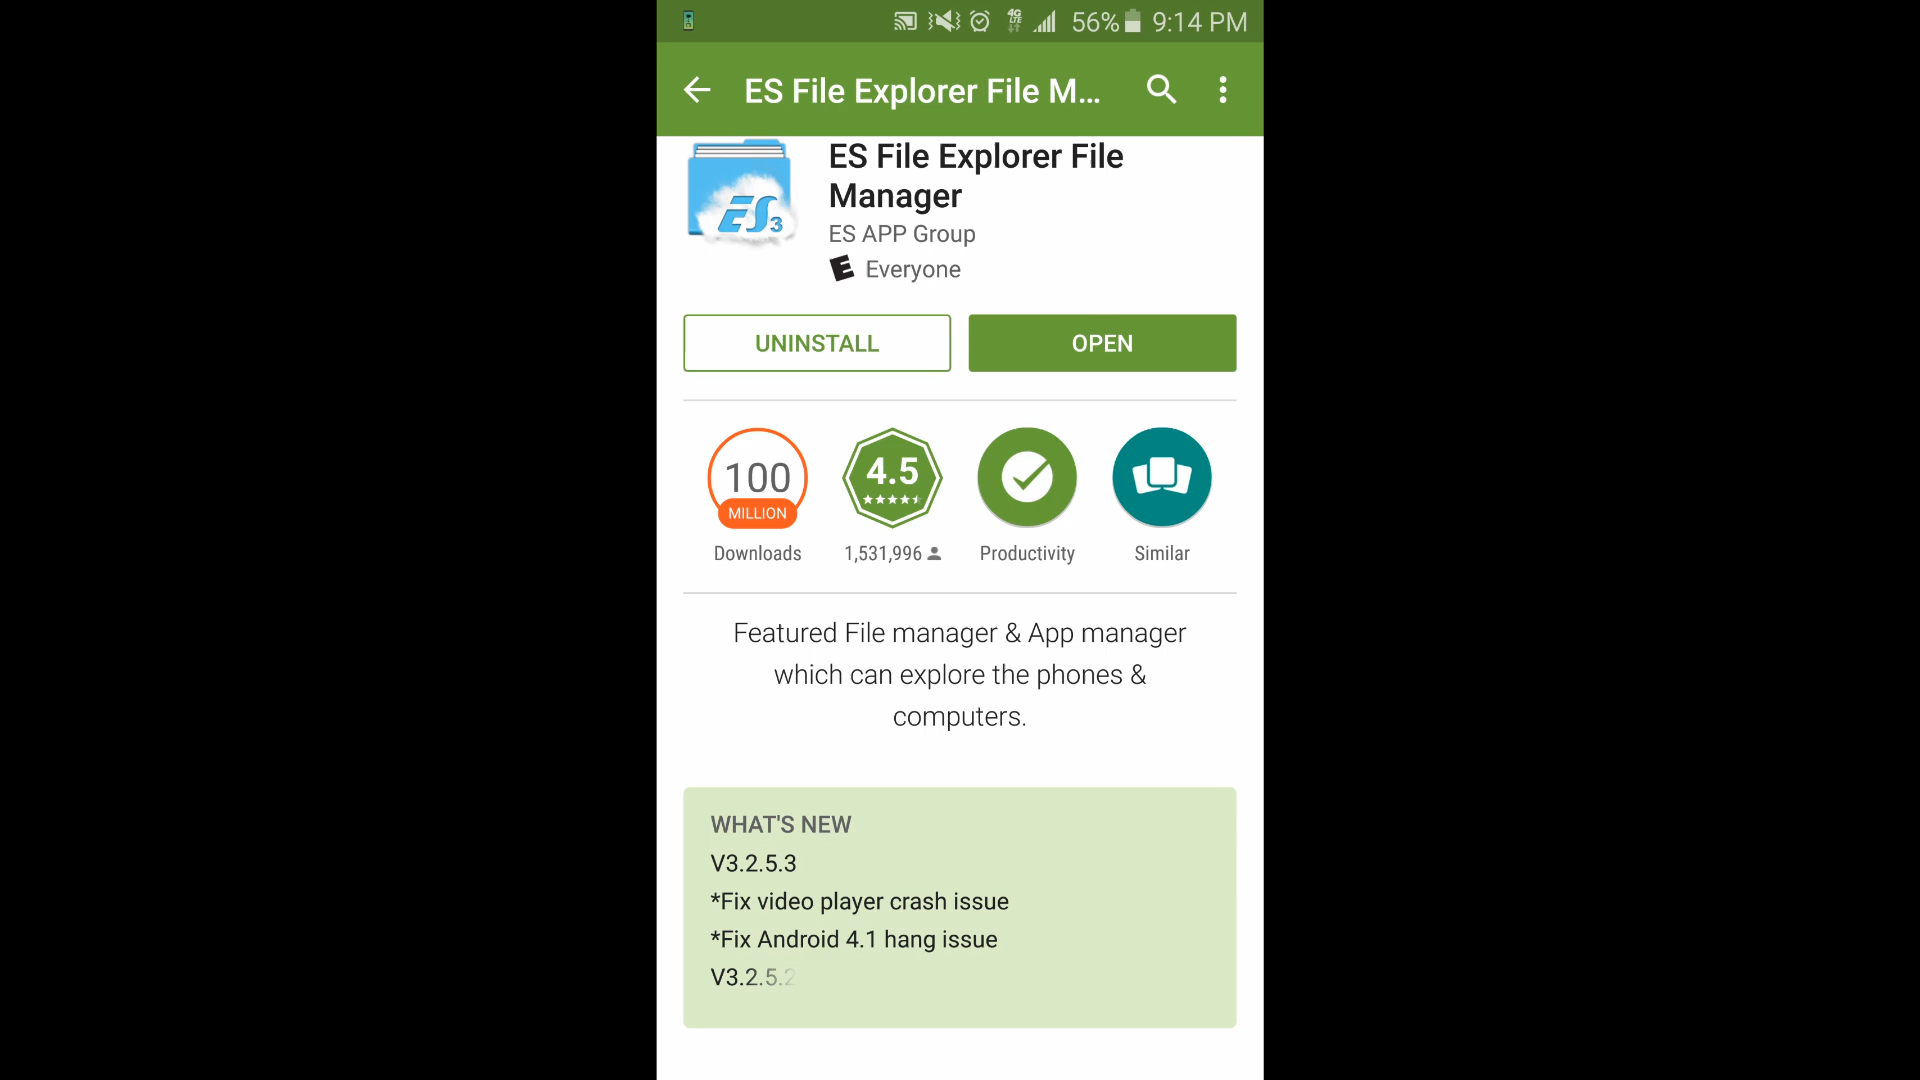 56% 9:14 PM
ES File Explorer File M...
ES 3
ES File Explorer File
Manager
ES APP Group
E Everyone
UNINSTALL OPEN
100
MILLION
4.5
Downloads 1,531,996 Productivity Similar
Featured File manager & App manager
which can explore the phones &
computers.
WHAT'S NEW
V3.2.5.3
*Fix video player crash issue
*Fix Android 4.1 hang issue
V3.2.5.2